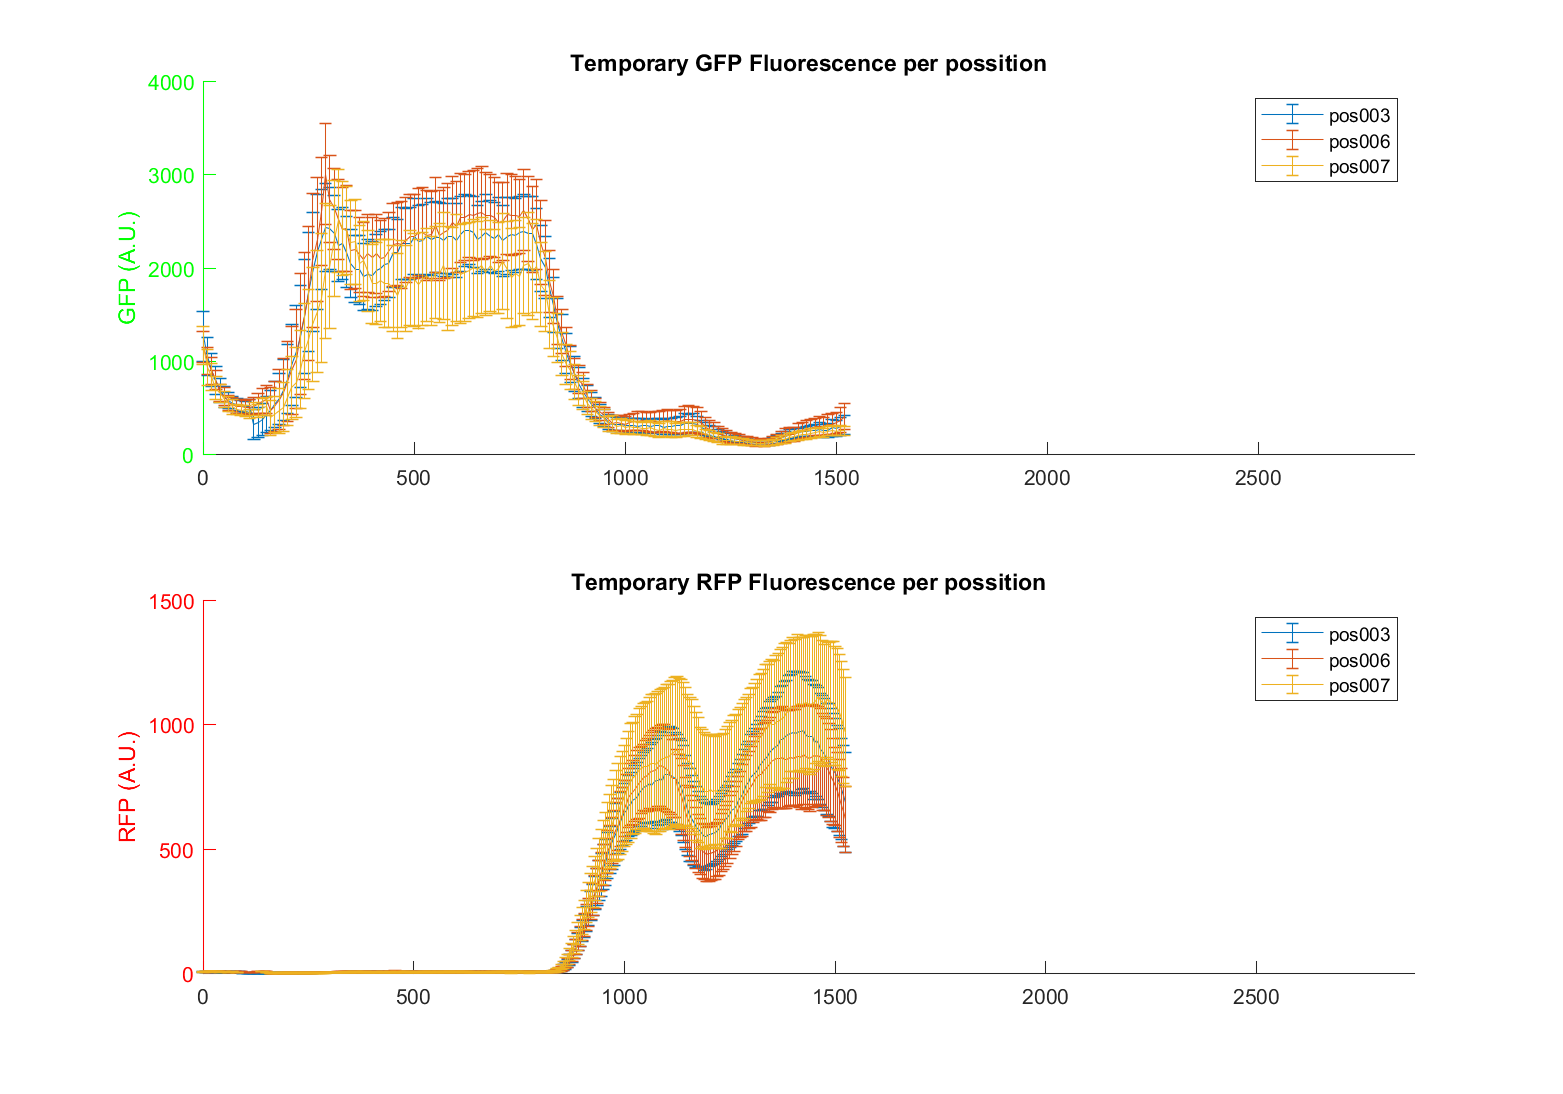 Temporary GFP Fluorescence per possition
4000
3000
2000
1000
0
GFP (A.U.)
0 500 1000 1500 2000 2500
pos003
pos006
pos007
Temporary RFP Fluorescence per possition
1500
1000
500
0
RFP (A.U.)
0 500 1000 1500 2000 2500
pos003
pos006
pos007